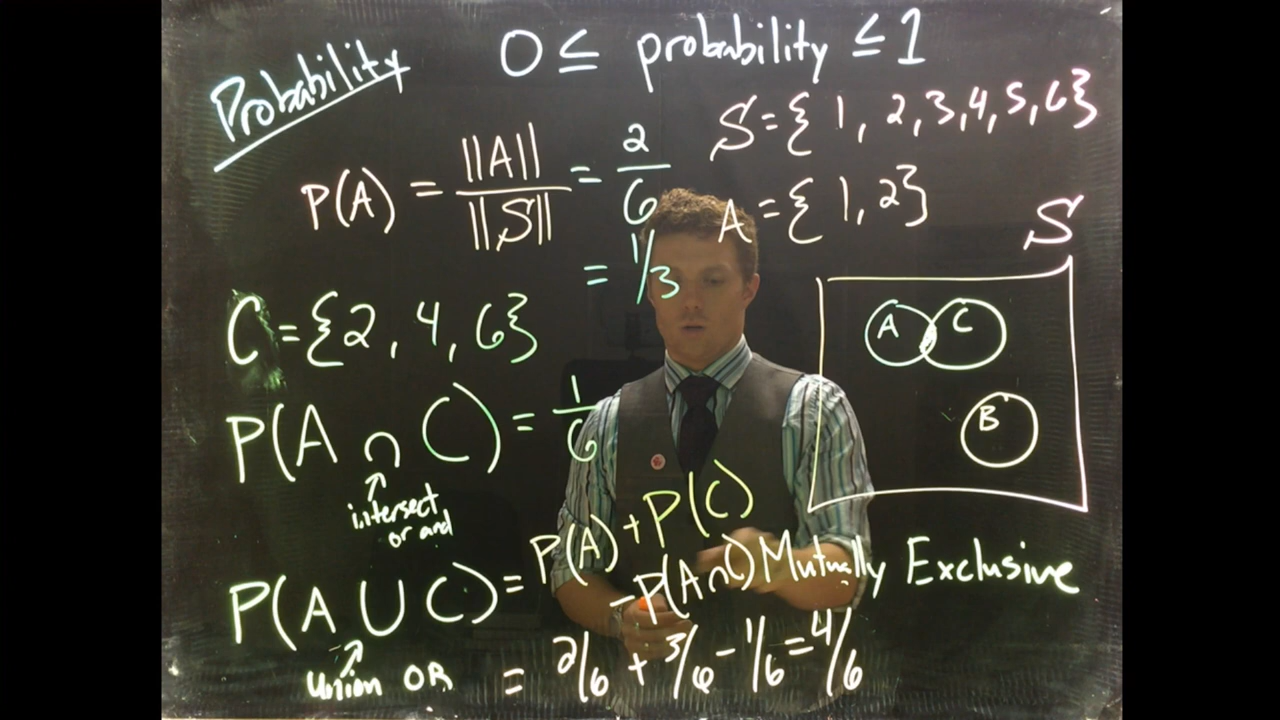 Probability
0 ≤ probability ≤ 1
S = { 1, 2, 3, 4, 5, 6 }
P(A) = ||A|| / ||S|| = 2/6
A = { 1, 2 }
= 1/3
S
C = { 2, 4, 6 }
A C
B
P(A ∩ C) = 1/6
intersect
or and
P(A ∪ C) = P(A) + P(C)
- P(A∩C)
Mutually Exclusive
union OR
= 2/6 + 3/6 - 1/6 = 4/6